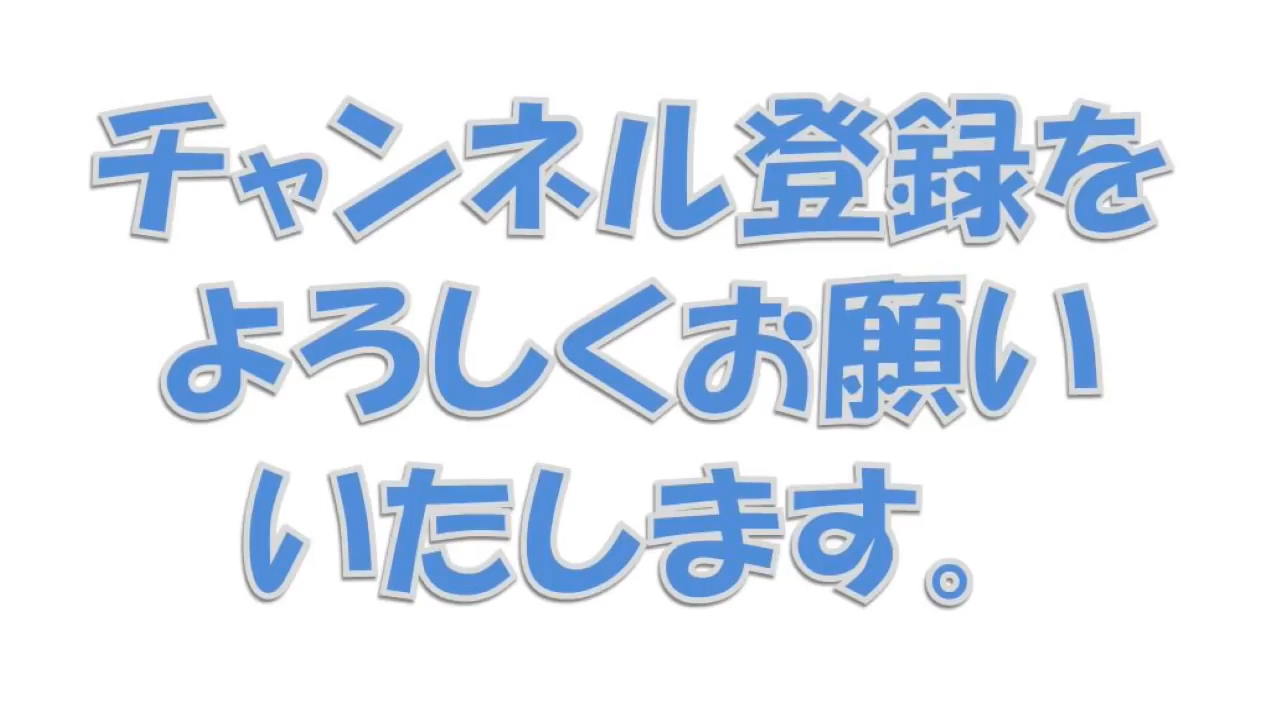 チャンネル登録を
よろしくお願い
いたします。